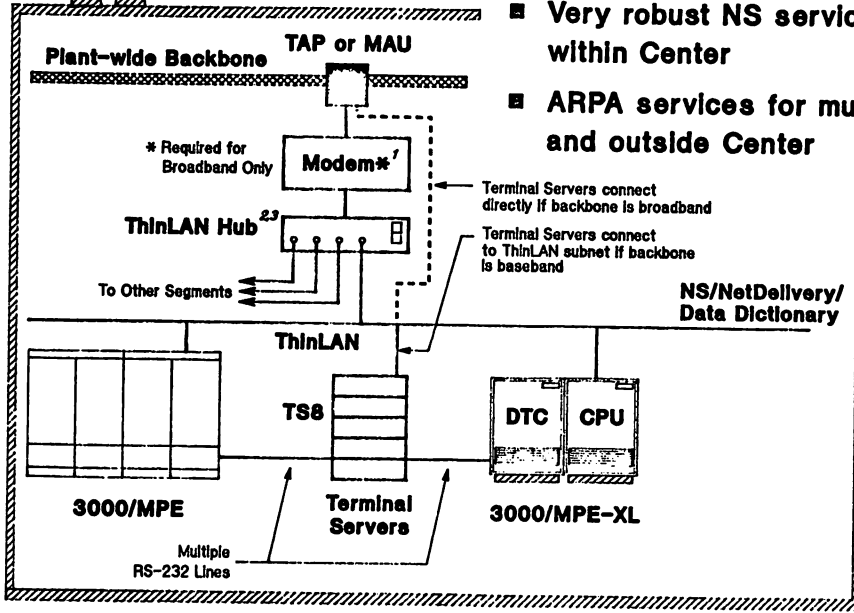 ■ Very robust NS
within Center
■ ARPA services for
and outside Center
Plant-wide Backbone
TAP or MAU
* Required for
Broadband Only
Modem*¹
Terminal Servers connect
directly if backbone is broadband
ThinLAN Hub²,³
Terminal Servers connect
to ThinLAN subnet if backbone
is baseband
To Other Segments
NS/NetDelivery/
Data Dictionary
ThinLAN
TS8
DTC
CPU
3000/MPE
Terminal
Servers
3000/MPE-XL
Multiple
RS-232 Lines